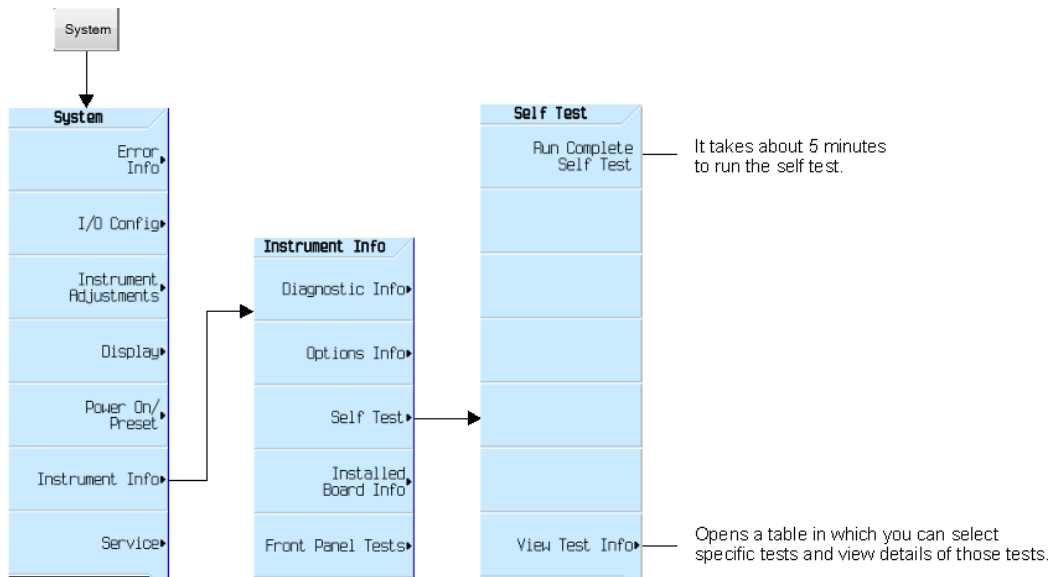 System
System
Error
Info
I/O Config
Instrument
Adjustments
Display
Power On/
Preset
Instrument Info
Service
Instrument Info
Diagnostic Info
Options Info
Self Test
Installed
Board Info
Front Panel Tests
Self Test
Run Complete
Self Test
View Test Info
It takes about 5 minutes
to run the self test.
Opens a table in which you can select
specific tests and view details of those tests.